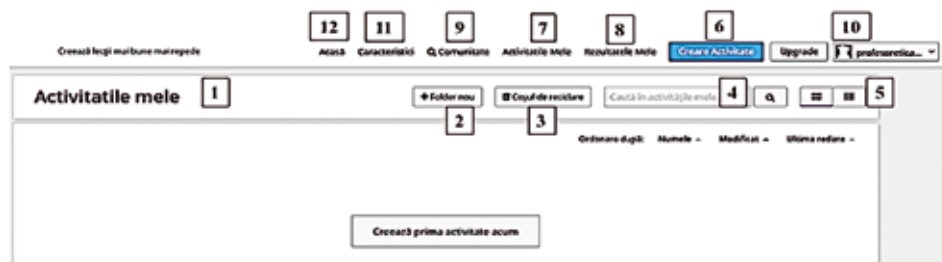 12 11 9 7 8 6 10
Creează lecții mai bune mai repede Acasă Caracteristici Comunitate Activitatile Mele Rezultatele Mele Creare Activitate Upgrade profesoretica...
Activitatile mele 1 +Folder nou Coșul de reciclare Caută în activitățile mele 4 5
2 3
Ordonare după: Numele Modificat Ultima redare
Creează prima activitate acum